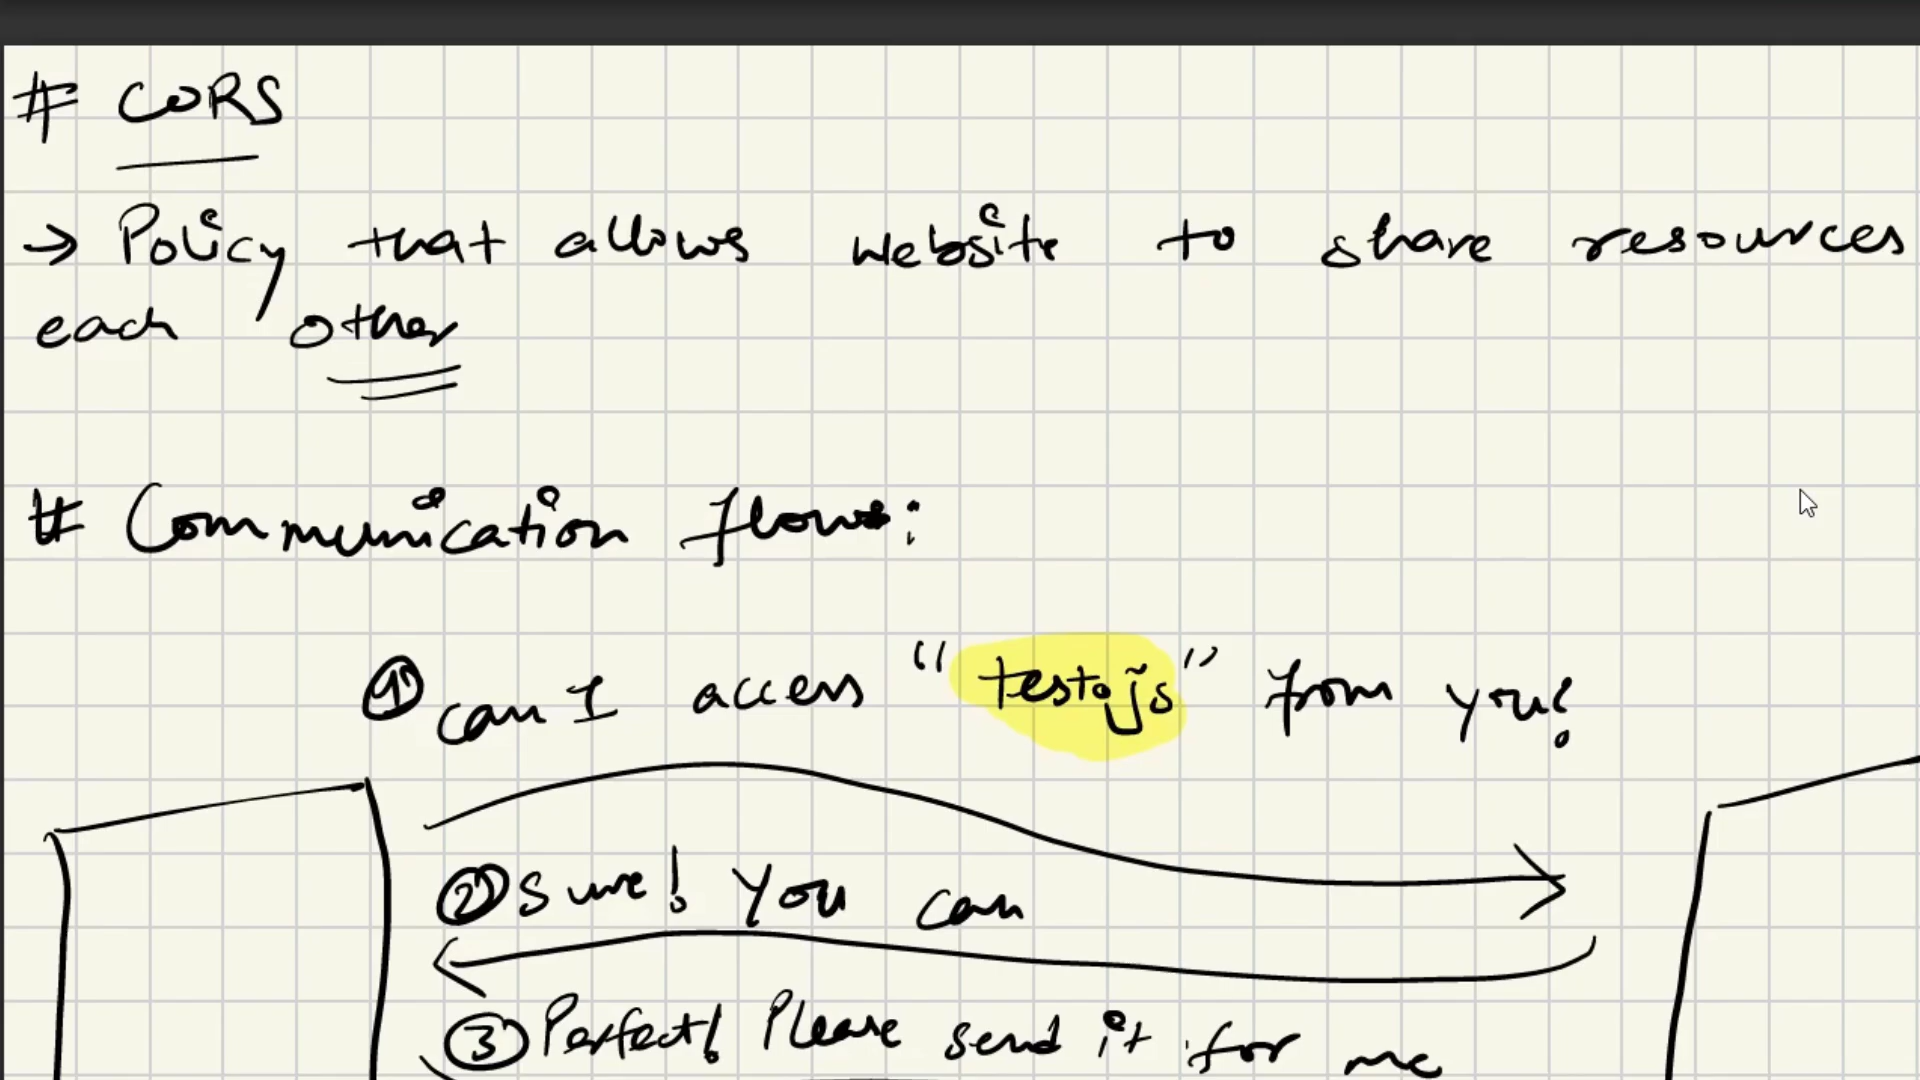 # CORS
→ Policy that allows website to share resources
each other
# Communication flow:
① can I access "test.js" from you?
② Sure! You can
③ Perfect! Please send it for me